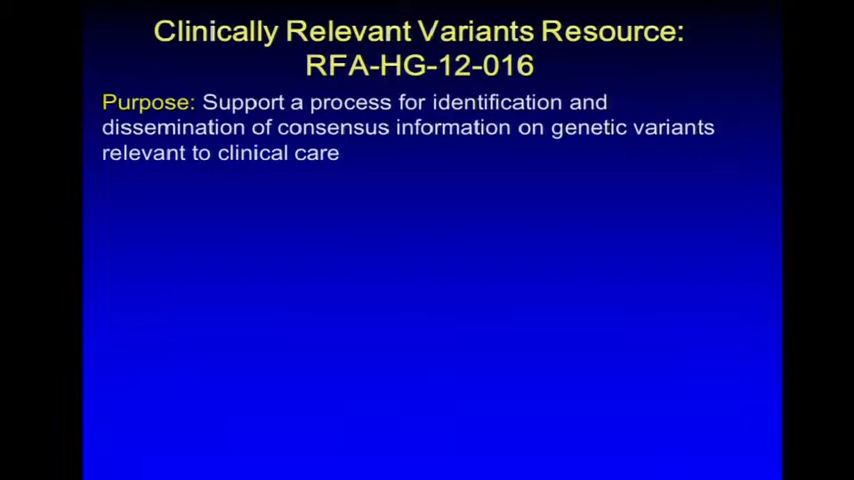 Clinically Relevant Variants Resource:
RFA-HG-12-016
Purpose: Support a process for identification and
dissemination of consensus information on genetic variants
relevant to clinical care